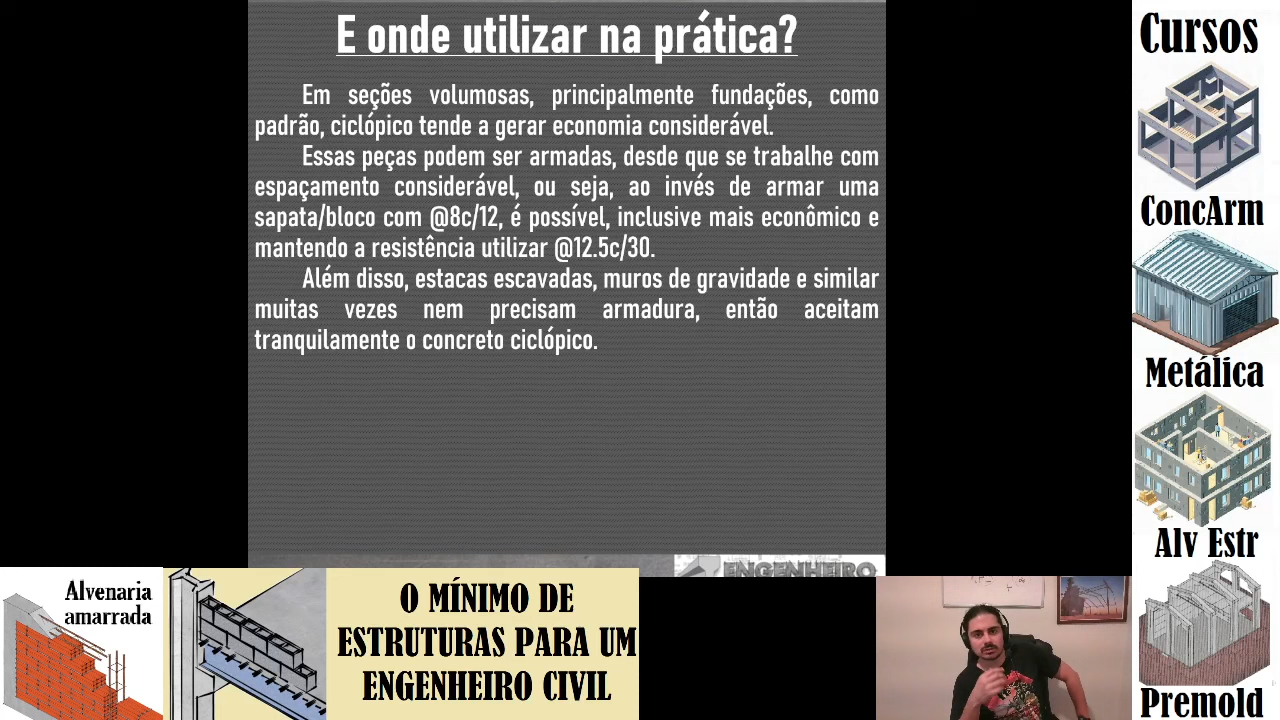 E onde utilizar na prática?
Em seções volumosas, principalmente fundações, como
padrão, ciclópico tende a gerar economia considerável.
Essas peças podem ser armadas, desde que se trabalhe com
espaçamento considerável, ou seja, ao invés de armar uma
sapata/bloco com @8c/12, é possível, inclusive mais econômico e
mantendo a resistência utilizar @12.5c/30.
Além disso, estacas escavadas, muros de gravidade e similar
muitas vezes nem precisam armadura, então aceitam
tranquilamente o concreto ciclópico.
ENGENHEIRO
Cursos
ConcArm
Metálica
Alv Estr
Premold
Alvenaria
amarrada
O MÍNIMO DE
ESTRUTURAS PARA UM
ENGENHEIRO CIVIL